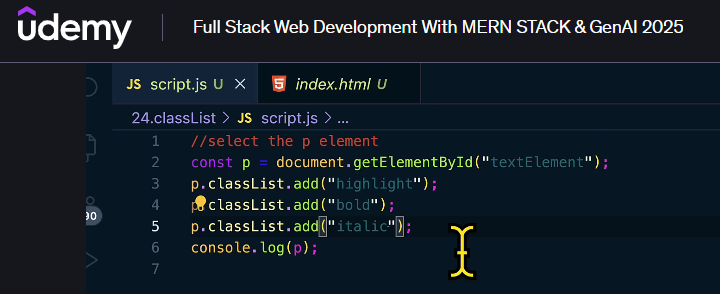 udemy
Full Stack Web Development With MERN STACK & GenAI 2025
JS script.js U × index.html U
24.classList > JS script.js > ...
1 //select the p element
2 const p = document.getElementById("textElement");
3 p.classList.add("highlight");
4 p.classList.add("bold");
90
5 p.classList.add("italic");
6 console.log(p);
7